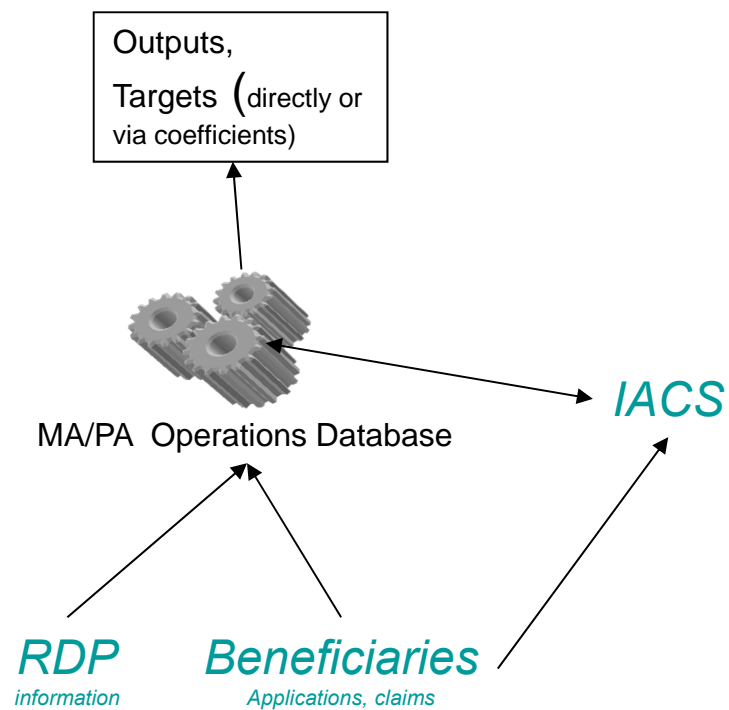 Outputs,
Targets (directly or
via coefficients)
MA/PA Operations Database
IACS
RDP
information
Beneficiaries
Applications, claims